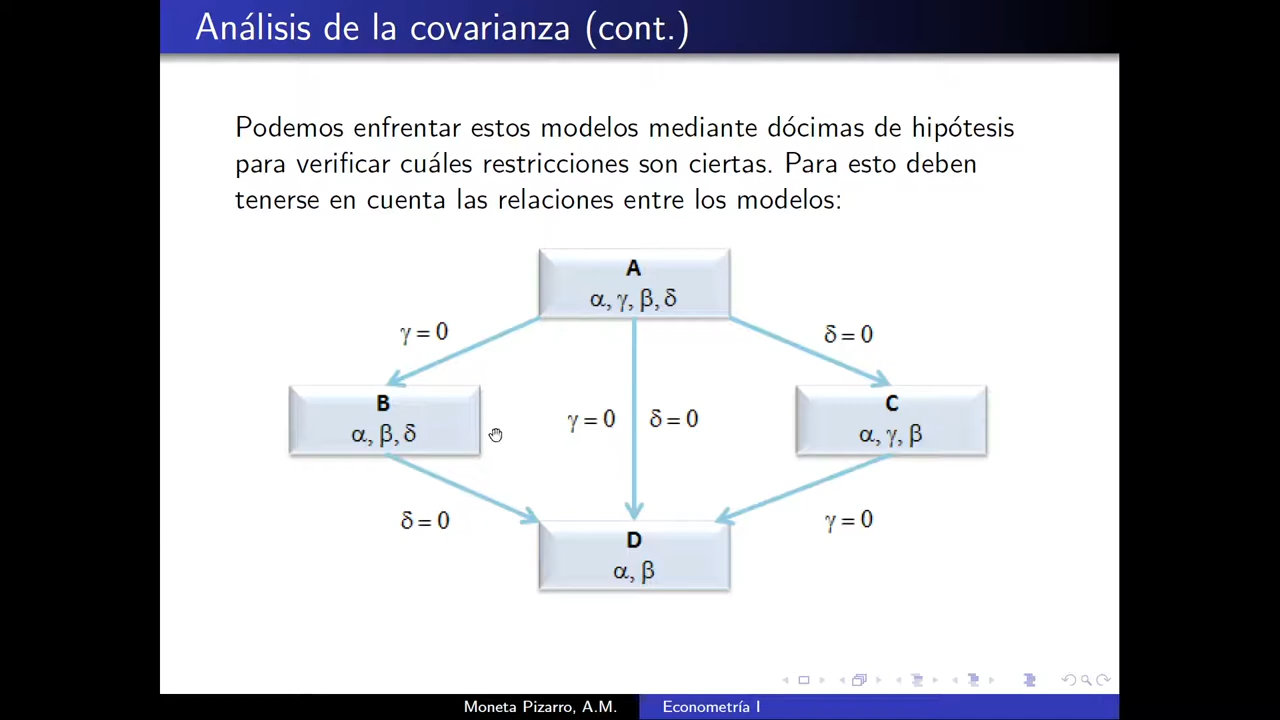 Análisis de la covarianza (cont.)
Podemos enfrentar estos modelos mediante dócimas de hipótesis
para verificar cuáles restricciones son ciertas. Para esto deben
tenerse en cuenta las relaciones entre los modelos:
A
α, γ, β, δ
γ = 0
δ = 0
B
α, β, δ
γ = 0
δ = 0
C
α, γ, β
δ = 0
γ = 0
D
α, β
Moneta Pizarro, A.M.
Econometría I